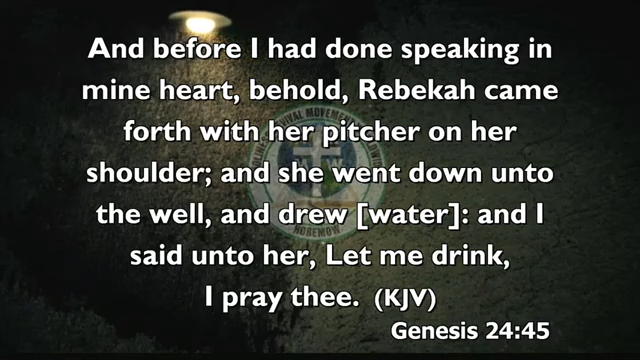 And before I had done speaking in
mine heart, behold, Rebekah came
forth with her pitcher on her
shoulder; and she went down unto
the well, and drew [water]: and I
said unto her, Let me drink,
I pray thee. (KJV)
Genesis 24:45
HOREMOW